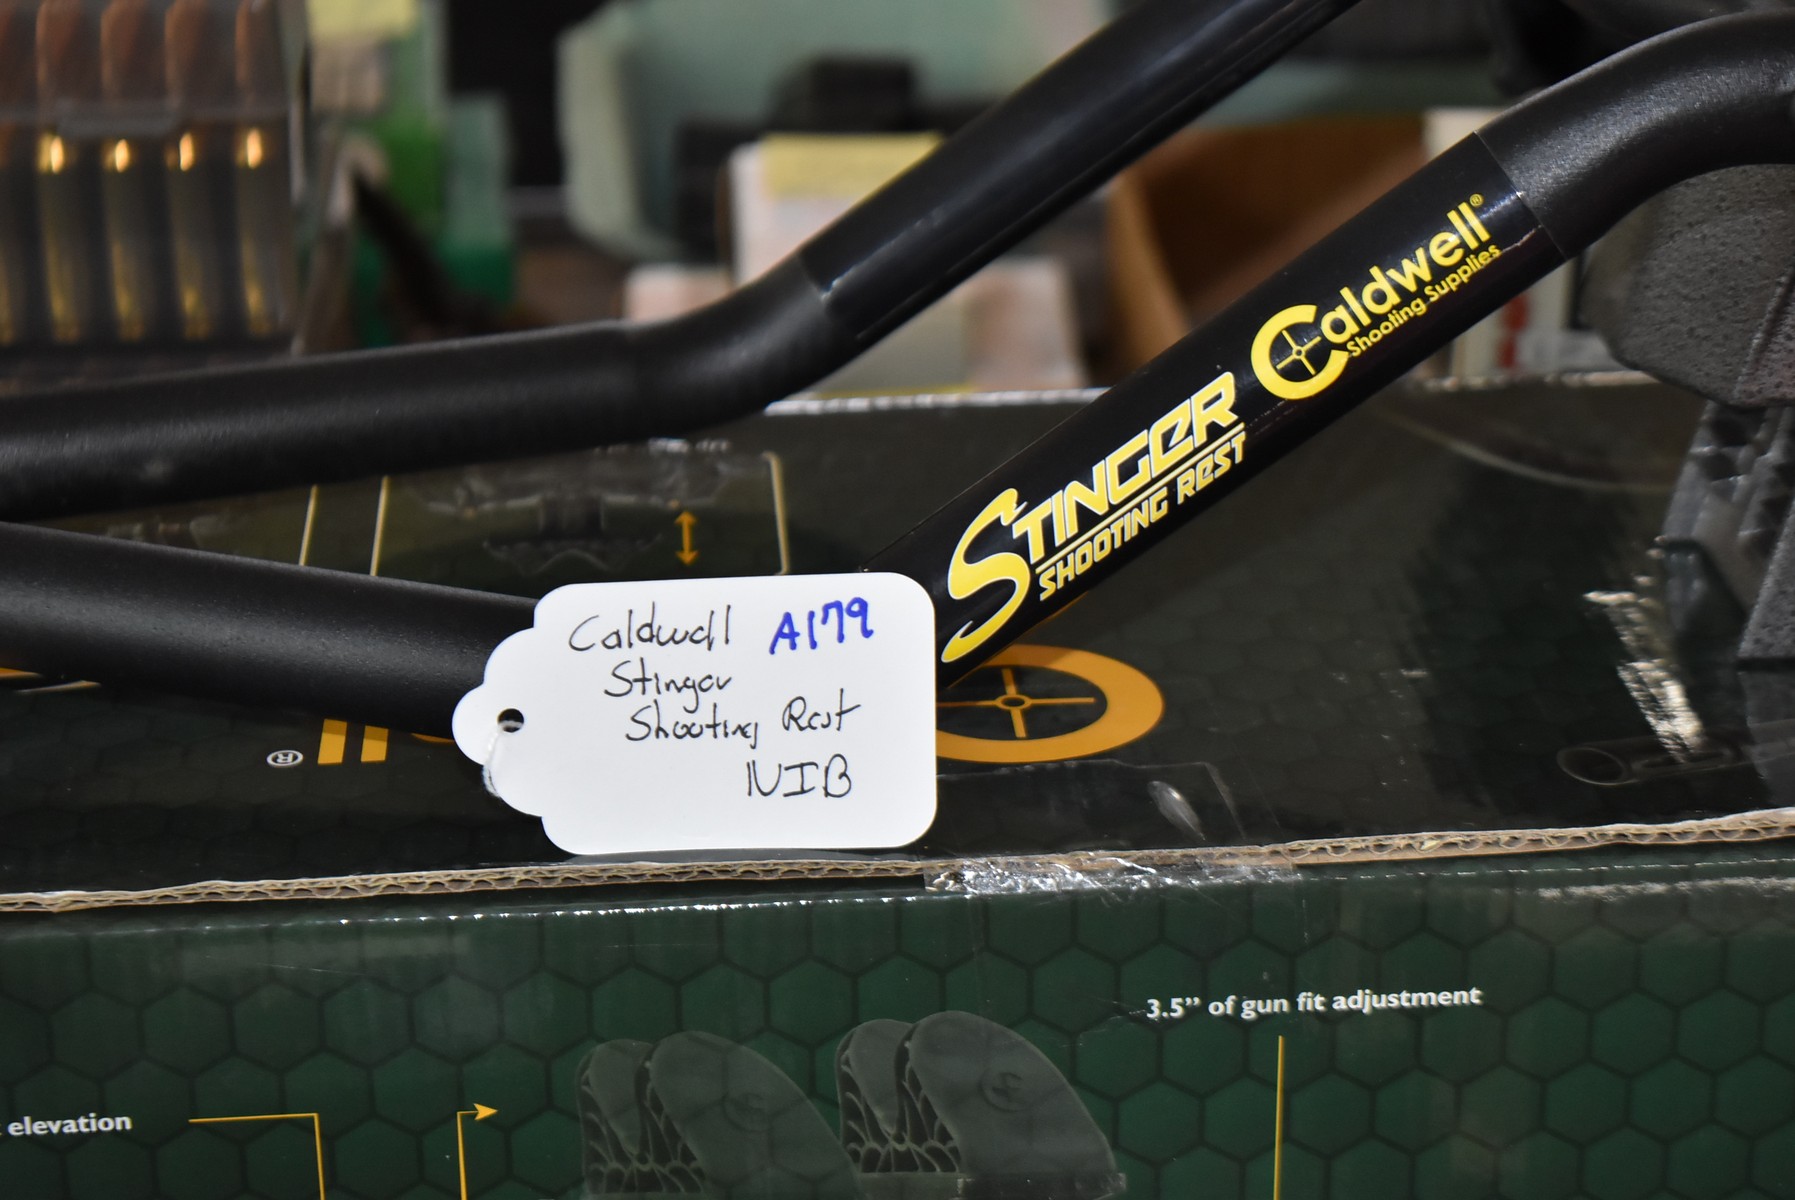 Caldwell®
Shooting Supplies
STINGER
SHOOTING REST
Caldwell A179
Stinger
Shooting Rest
NIB
®
3.5” of gun fit adjustment
elevation